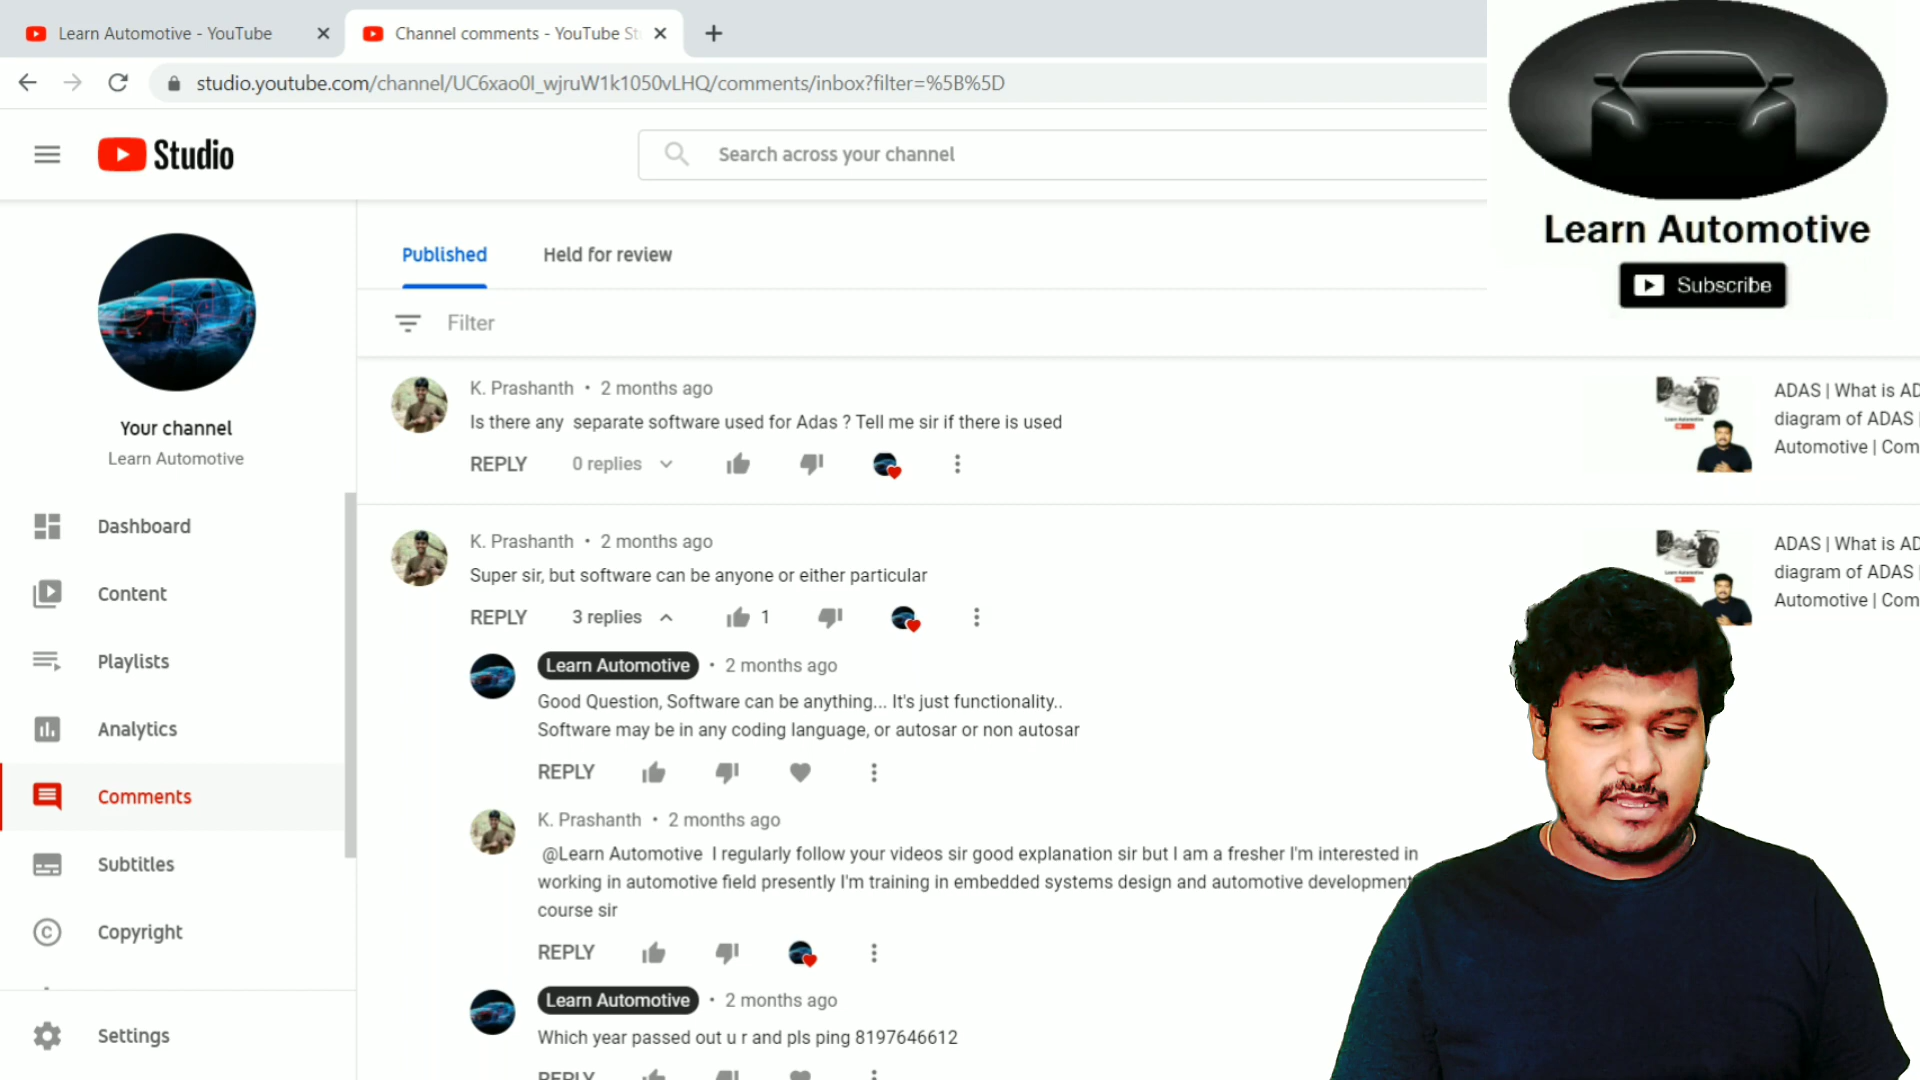 Learn Automotive - YouTube
Channel comments - YouTube St
studio.youtube.com/channel/UC6xao0I_wjruW1k1050vLHQ/comments/inbox?filter=%5B%5D
Studio
Search across your channel
Learn Automotive
Subscribe
Your channel
Learn Automotive
Dashboard
Content
Playlists
Analytics
Comments
Subtitles
Copyright
Settings
Published
Held for review
Filter
K. Prashanth • 2 months ago
Is there any separate software used for Adas ? Tell me sir if there is used
REPLY 0 replies
ADAS | What is AD
diagram of ADAS |
Automotive | Com
K. Prashanth • 2 months ago
Super sir, but software can be anyone or either particular
REPLY 3 replies 1
ADAS | What is AD
diagram of ADAS |
Automotive | Com
Learn Automotive • 2 months ago
Good Question, Software can be anything... It's just functionality..
Software may be in any coding language, or autosar or non autosar
REPLY
K. Prashanth • 2 months ago
@Learn Automotive I regularly follow your videos sir good explanation sir but I am a fresher I'm interested in
working in automotive field presently I'm training in embedded systems design and automotive development
course sir
REPLY
Learn Automotive • 2 months ago
Which year passed out u r and pls ping 8197646612
REPLY